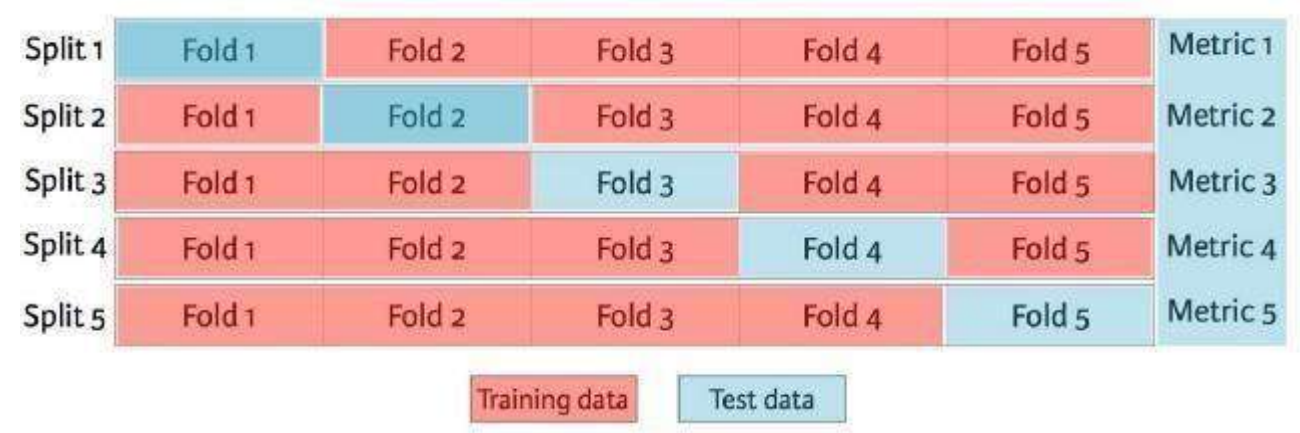 Split 1 Fold 1 Fold 2 Fold 3 Fold 4 Fold 5 Metric 1
Split 2 Fold 1 Fold 2 Fold 3 Fold 4 Fold 5 Metric 2
Split 3 Fold 1 Fold 2 Fold 3 Fold 4 Fold 5 Metric 3
Split 4 Fold 1 Fold 2 Fold 3 Fold 4 Fold 5 Metric 4
Split 5 Fold 1 Fold 2 Fold 3 Fold 4 Fold 5 Metric 5
Training data Test data